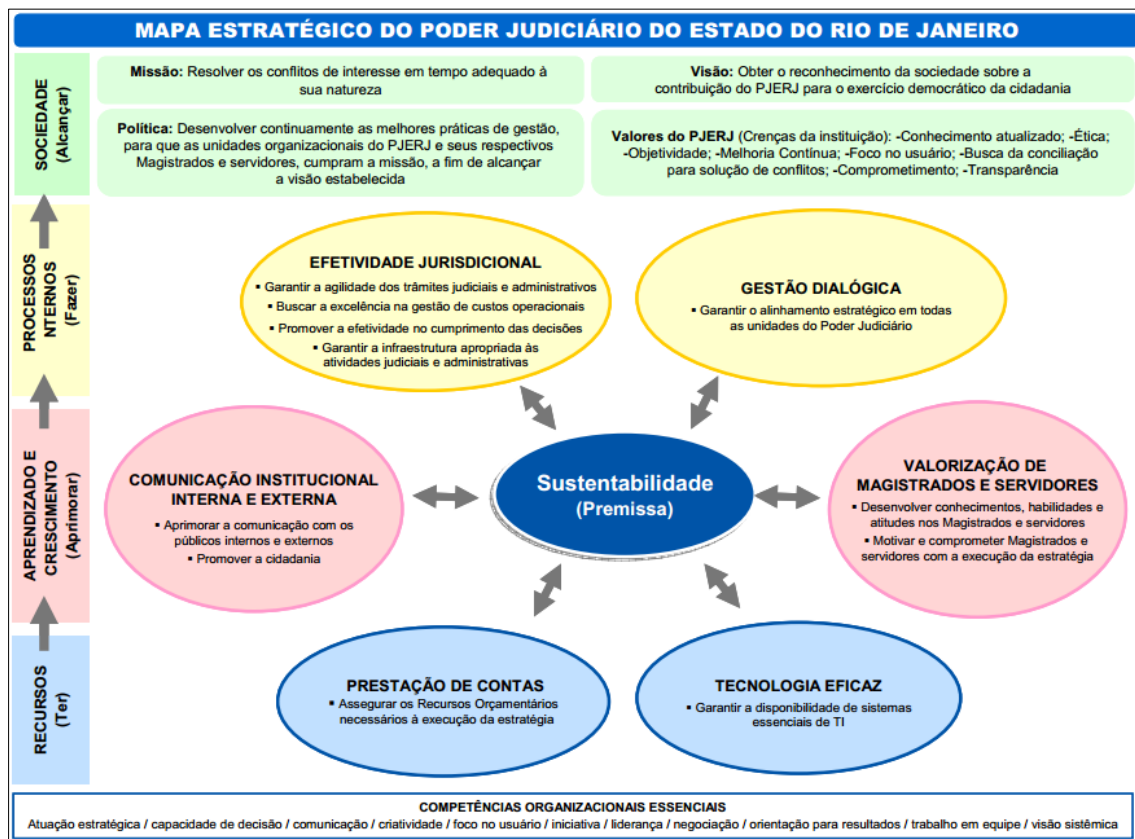 MAPA ESTRATÉGICO DO PODER JUDICIÁRIO DO ESTADO DO RIO DE JANEIRO
SOCIEDADE
(Alcançar)
Missão: Resolver os conflitos de interesse em tempo adequado à
sua natureza
Visão: Obter o reconhecimento da sociedade sobre a
contribuição do PJERJ para o exercício democrático da cidadania
Política: Desenvolver continuamente as melhores práticas de gestão,
para que as unidades organizacionais do PJERJ e seus respectivos
Magistrados e servidores, cumpram a missão, a fim de alcançar
a visão estabelecida
Valores do PJERJ (Crenças da instituição): -Conhecimento atualizado; -Ética;
-Objetividade; -Melhoria Contínua; -Foco no usuário; -Busca da conciliação
para solução de conflitos; -Comprometimento; -Transparência
PROCESSOS
NTERNOS
(Fazer)
EFETIVIDADE JURISDICIONAL
▪ Garantir a agilidade dos trâmites judiciais e administrativos
▪ Buscar a excelência na gestão de custos operacionais
▪ Promover a efetividade no cumprimento das decisões
▪ Garantir a infraestrutura apropriada às
atividades judiciais e administrativas
GESTÃO DIALÓGICA
▪ Garantir o alinhamento estratégico em todas
as unidades do Poder Judiciário
APRENDIZADO E
CRESCIMENTO
(Aprimorar)
COMUNICAÇÃO INSTITUCIONAL
INTERNA E EXTERNA
▪ Aprimorar a comunicação com os
públicos internos e externos
▪ Promover a cidadania
Sustentabilidade
(Premissa)
VALORIZAÇÃO DE
MAGISTRADOS E SERVIDORES
▪ Desenvolver conhecimentos, habilidades e
atitudes nos Magistrados e servidores
▪ Motivar e comprometer Magistrados e
servidores com a execução da estratégia
RECURSOS
(Ter)
PRESTAÇÃO DE CONTAS
▪ Assegurar os Recursos Orçamentários
necessários à execução da estratégia
TECNOLOGIA EFICAZ
▪ Garantir a disponibilidade de sistemas
essenciais de TI
COMPETÊNCIAS ORGANIZACIONAIS ESSENCIAIS
Atuação estratégica / capacidade de decisão / comunicação / criatividade / foco no usuário / iniciativa / liderança / negociação / orientação para resultados / trabalho em equipe / visão sistêmica